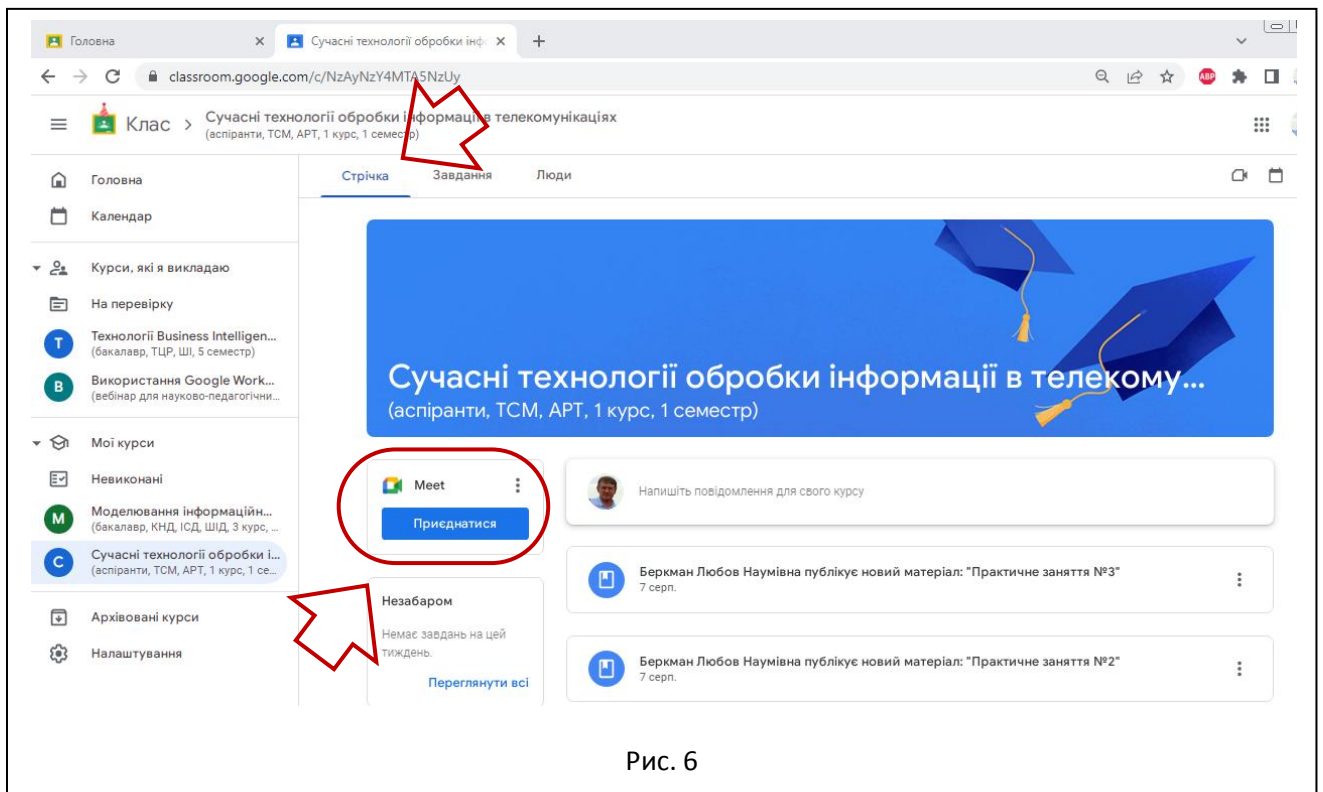 Головна
Сучасні технології обробки інф
classroom.google.com/c/NzAyNzY4MTA5NzUy
ABP
Клас > Сучасні технології обробки інформації в телекомунікаціях
(аспіранти, ТСМ, АРТ, 1 курс, 1 семестр)
Головна
Календар
Курси, які я викладаю
На перевірку
Т
Технології Business Intelligen...
(бакалавр, ТЦР, ШІ, 5 семестр)
В
Використання Google Work...
(вебінар для науково-педагогічни...
Мої курси
Невиконані
М
Моделювання інформаційн...
(бакалавр, КНД, ІСД, ШІД, 3 курс, ...
С
Сучасні технології обробки і...
(аспіранти, ТСМ, АРТ, 1 курс, 1 се...
Архівовані курси
Налаштування
Стрічка Завдання Люди
Сучасні технології обробки інформації в телекому...
(аспіранти, ТСМ, АРТ, 1 курс, 1 семестр)
Meet
Приєднатися
Незабаром
Немає завдань на цей
тиждень.
Переглянути всі
Напишіть повідомлення для свого курсу
Беркман Любов Наумівна публікує новий матеріал: "Практичне заняття №3"
7 серп.
Беркман Любов Наумівна публікує новий матеріал: "Практичне заняття №2"
7 серп.
Рис. 6